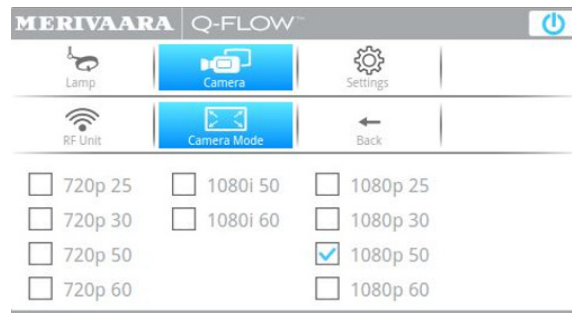 MERIVAARA Q-FLOW™
Lamp Camera Settings
RF Unit Camera Mode Back
720p 25 1080i 50 1080p 25
720p 30 1080i 60 1080p 30
720p 50 1080p 50
720p 60 1080p 60